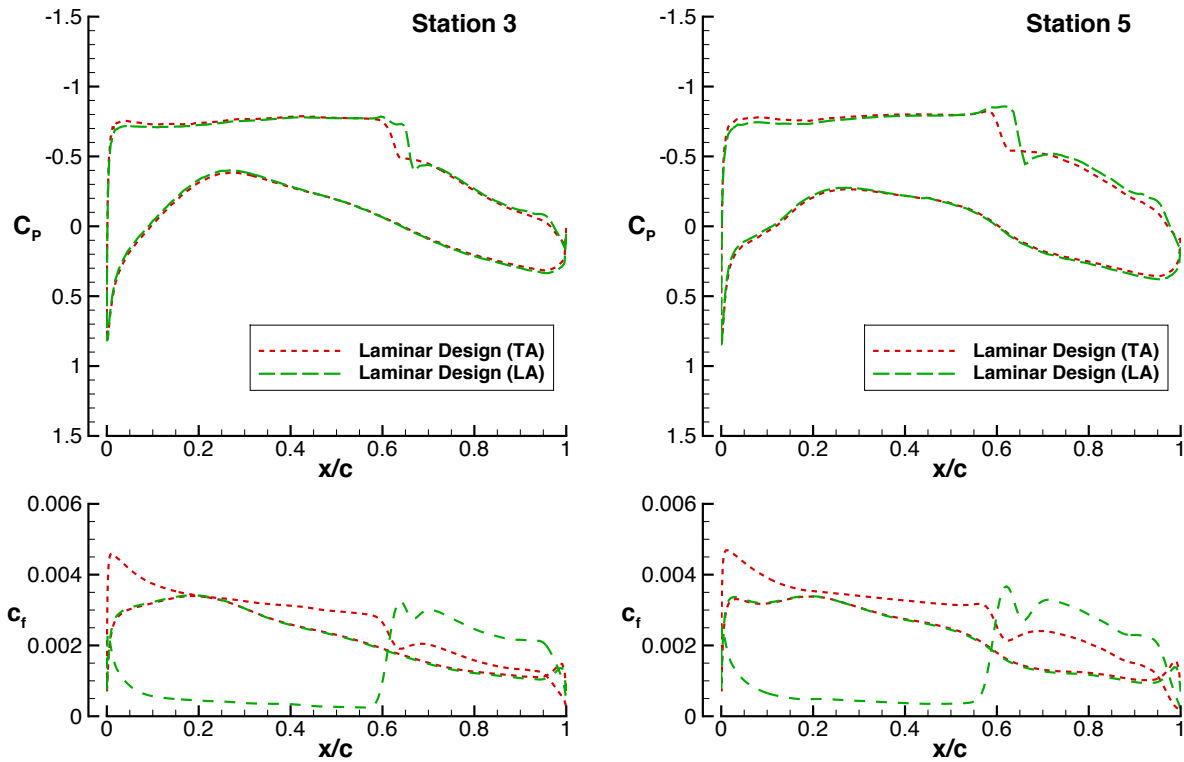 Station 3
-1.5
-1
-0.5
0
0.5
1
1.5
CP
Laminar Design (TA)
Laminar Design (LA)
0 0.2 0.4 0.6 0.8 1
x/c
Station 5
-1.5
-1
-0.5
0
0.5
1
1.5
CP
Laminar Design (TA)
Laminar Design (LA)
0 0.2 0.4 0.6 0.8 1
x/c
0.006
0.004
0.002
0
cf
0 0.2 0.4 0.6 0.8 1
x/c
0.006
0.004
0.002
0
cf
0 0.2 0.4 0.6 0.8 1
x/c